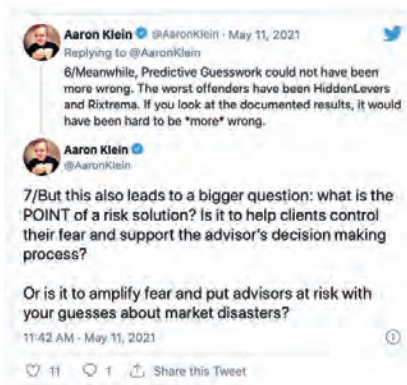 Aaron Klein @AaronKlein · May 11, 2021
Replying to @AaronKlein
6/Meanwhile, Predictive Guesswork could not have been
more wrong. The worst offenders have been HiddenLevers
and Rixtrema. If you look at the documented results, it would
have been hard to be *more* wrong.
Aaron Klein
@AaronKlein
7/But this also leads to a bigger question: what is the
POINT of a risk solution? Is it to help clients control
their fear and support the advisor's decision making
process?
Or is it to amplify fear and put advisors at risk with
your guesses about market disasters?
11:42 AM · May 11, 2021
11 1 Share this Tweet